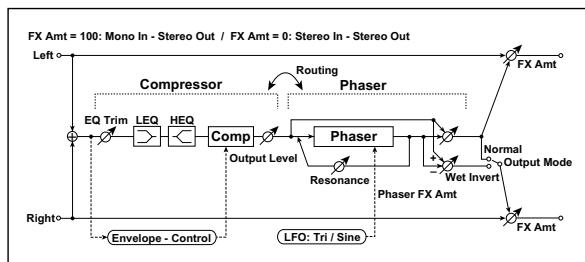 FX Amt = 100: Mono In - Stereo Out / FX Amt = 0: Stereo In - Stereo Out
Left
FX Amt
Routing
Compressor
Phaser
EQ Trim
LEQ
HEQ
Comp
Phaser
Normal
Output Mode
Output Level
+
−
Wet Invert
Resonance
Phaser FX Amt
Right
FX Amt
Envelope - Control
LFO: Tri / Sine